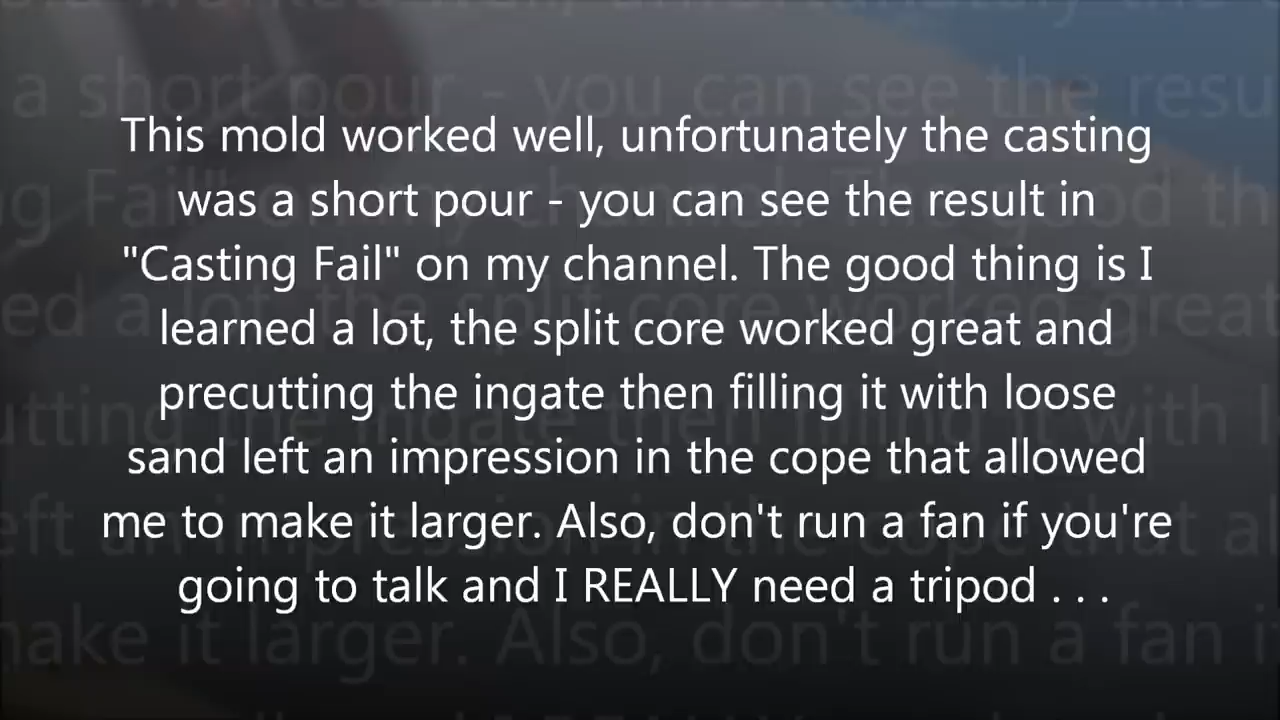 This mold worked well, unfortunately the casting
was a short pour - you can see the result in
"Casting Fail" on my channel. The good thing is I
learned a lot, the split core worked great and
precutting the ingate then filling it with loose
sand left an impression in the cope that allowed
me to make it larger. Also, don't run a fan if you're
going to talk and I REALLY need a tripod . . .